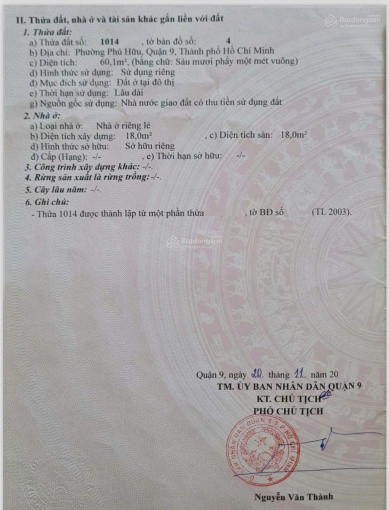 II. Thửa đất, nhà ở và tài sản khác gắn liền với đất
1. Thửa đất:
a) Thửa đất số: 1014 , tờ bản đồ số: 4
b) Địa chỉ: Phường Phú Hữu, Quận 9, Thành phố Hồ Chí Minh
c) Diện tích: 60,1m², (bằng chữ: Sáu mươi phẩy một mét vuông)
d) Hình thức sử dụng: Sử dụng riêng
đ) Mục đích sử dụng: Đất ở tại đô thị
e) Thời hạn sử dụng: Lâu dài
g) Nguồn gốc sử dụng: Nhà nước giao đất có thu tiền sử dụng đất
2. Nhà ở:
a) Loại nhà ở: Nhà ở riêng lẻ
b) Diện tích xây dựng: 18,0m² , c) Diện tích sàn: 18,0m²
d) Hình thức sở hữu: Sở hữu riêng
đ) Cấp (Hạng): -/- , e) Thời hạn sở hữu: -/-
3. Công trình xây dựng khác: -/-.
4. Rừng sản xuất là rừng trồng: -/-.
5. Cây lâu năm: -/-.
6. Ghi chú:
- Thửa 1014 được thành lập từ một phần thửa , tờ BĐ số (TL 2003).
Batdongsan
Quận 9, ngày 20 tháng 11 năm 20
TM. ỦY BAN NHÂN DÂN QUẬN 9
KT. CHỦ TỊCH
PHÓ CHỦ TỊCH
Nguyễn Văn Thành